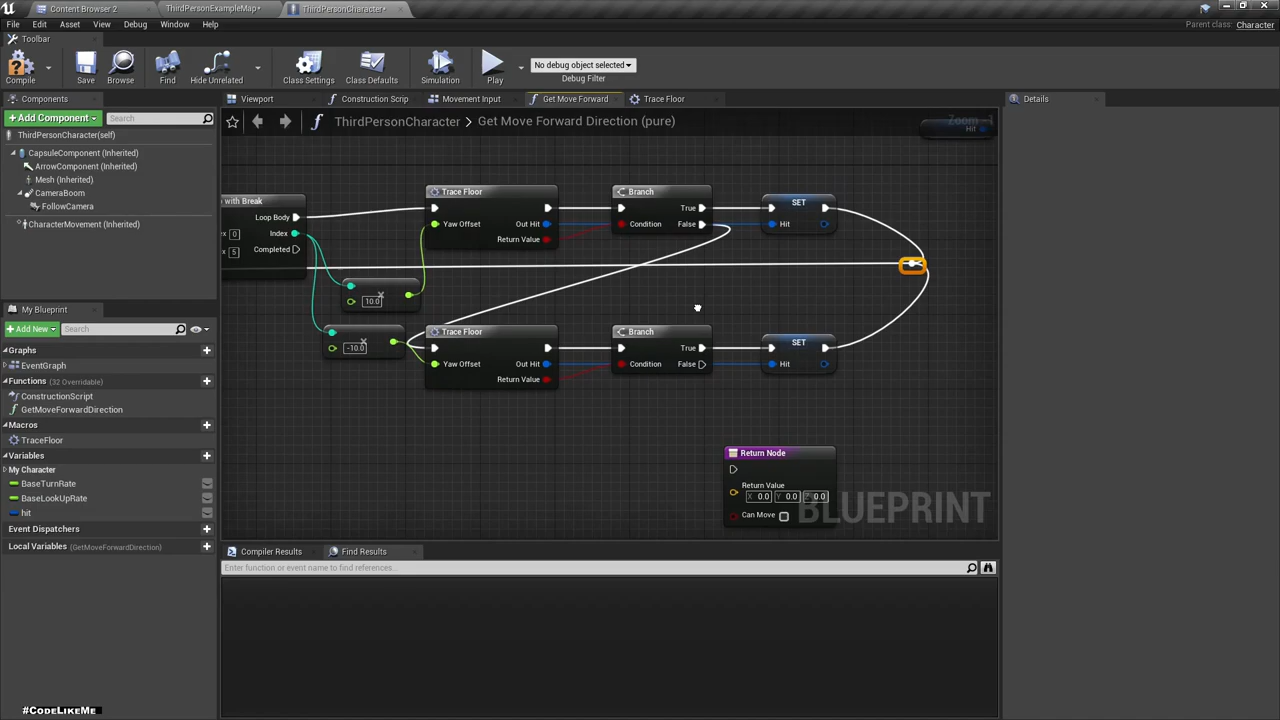 Content Browser 2
ThirdPersonExampleMap*
ThirdPersonCharacter*
File Edit Asset View Debug Window Help
Parent class: Character
Toolbar
Compile
Save
Browse
Find
Hide Unrelated
Class Settings
Class Defaults
Simulation
Play
No debug object selected
Debug Filter
Components
+ Add Component
Search
ThirdPersonCharacter(self)
CapsuleComponent (Inherited)
ArrowComponent (Inherited)
Mesh (Inherited)
CameraBoom
FollowCamera
CharacterMovement (Inherited)
My Blueprint
+ Add New
Search
Graphs
EventGraph
Functions (32 Overridable)
ConstructionScript
GetMoveForwardDirection
Macros
TraceFloor
Variables
My Character
BaseTurnRate
BaseLookUpRate
hit
Event Dispatchers
Local Variables (GetMoveForwardDirection)
Viewport
Construction Scrip
Movement Input
Get Move Forward
Trace Floor
ThirdPersonCharacter > Get Move Forward Direction (pure)
Zoom -1
Hit
with Break
Loop Body
Index
Completed
0
5
Trace Floor
Yaw Offset
Out Hit
Return Value
Branch
True
Condition
False
SET
Hit
10.0
-10.0
Trace Floor
Yaw Offset
Out Hit
Return Value
Branch
True
Condition
False
SET
Hit
Return Node
Return Value
X 0.0 Y 0.0 Z 0.0
Can Move
BLUEPRINT
Compiler Results
Find Results
Enter function or event name to find references...
Details
#CodeLikeMe